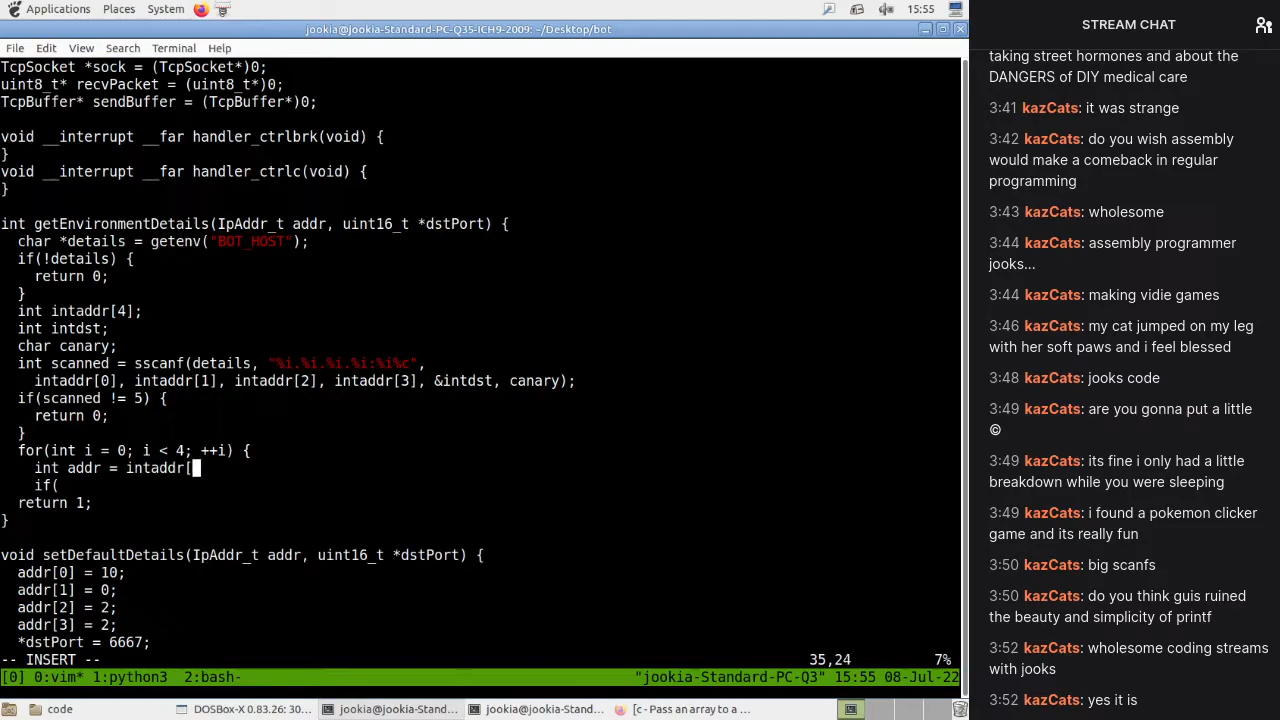 Applications Places System 15:55
jookia@jookia-Standard-PC-Q35-ICH9-2009: ~/Desktop/bot
File Edit View Search Terminal Help
TcpSocket *sock = (TcpSocket*)0;
uint8_t* recvPacket = (uint8_t*)0;
TcpBuffer* sendBuffer = (TcpBuffer*)0;
void __interrupt __far handler_ctrlbrk(void) {
}
void __interrupt __far handler_ctrlc(void) {
}
int getEnvironmentDetails(IpAddr_t addr, uint16_t *dstPort) {
char *details = getenv("BOT_HOST");
if(!details) {
return 0;
}
int intaddr[4];
int intdst;
char canary;
int scanned = sscanf(details, "%i.%i.%i.%i:%i%c",
intaddr[0], intaddr[1], intaddr[2], intaddr[3], &intdst, canary);
if(scanned != 5) {
return 0;
}
for(int i = 0; i < 4; ++i) {
int addr = intaddr[
if(
return 1;
}
void setDefaultDetails(IpAddr_t addr, uint16_t *dstPort) {
addr[0] = 10;
addr[1] = 0;
addr[2] = 2;
addr[3] = 2;
*dstPort = 6667;
-- INSERT -- 35,24 7%
[0] 0:vim* 1:python3 2:bash- "jookia-Standard-PC-Q3" 15:55 08-Jul-22
code DOSBox-X 0.83.26: 30... jookia@jookia-Stand... jookia@jookia-Stand... [c - Pass an array to a ...
STREAM CHAT
taking street hormones and about the
DANGERS of DIY medical care
3:41 kazCats: it was strange
3:42 kazCats: do you wish assembly
would make a comeback in regular
programming
3:43 kazCats: wholesome
3:44 kazCats: assembly programmer
jooks...
3:44 kazCats: making vidie games
3:46 kazCats: my cat jumped on my leg
with her soft paws and i feel blessed
3:48 kazCats: jooks code
3:49 kazCats: are you gonna put a little
©
3:49 kazCats: its fine i only had a little
breakdown while you were sleeping
3:49 kazCats: i found a pokemon clicker
game and its really fun
3:50 kazCats: big scanfs
3:50 kazCats: do you think guis ruined
the beauty and simplicity of printf
3:52 kazCats: wholesome coding streams
with jooks
3:52 kazCats: yes it is